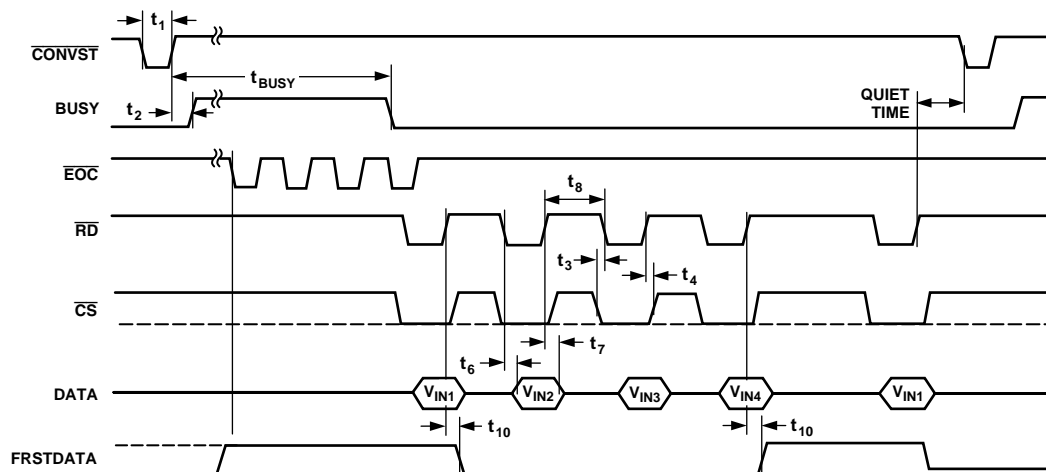 t1
CONVST
tBUSY
BUSY
t2
QUIET
TIME
EOC
t8
RD
t3
t4
CS
t6
t7
DATA
VIN1
VIN2
VIN3
VIN4
VIN1
t10
t10
FRSTDATA